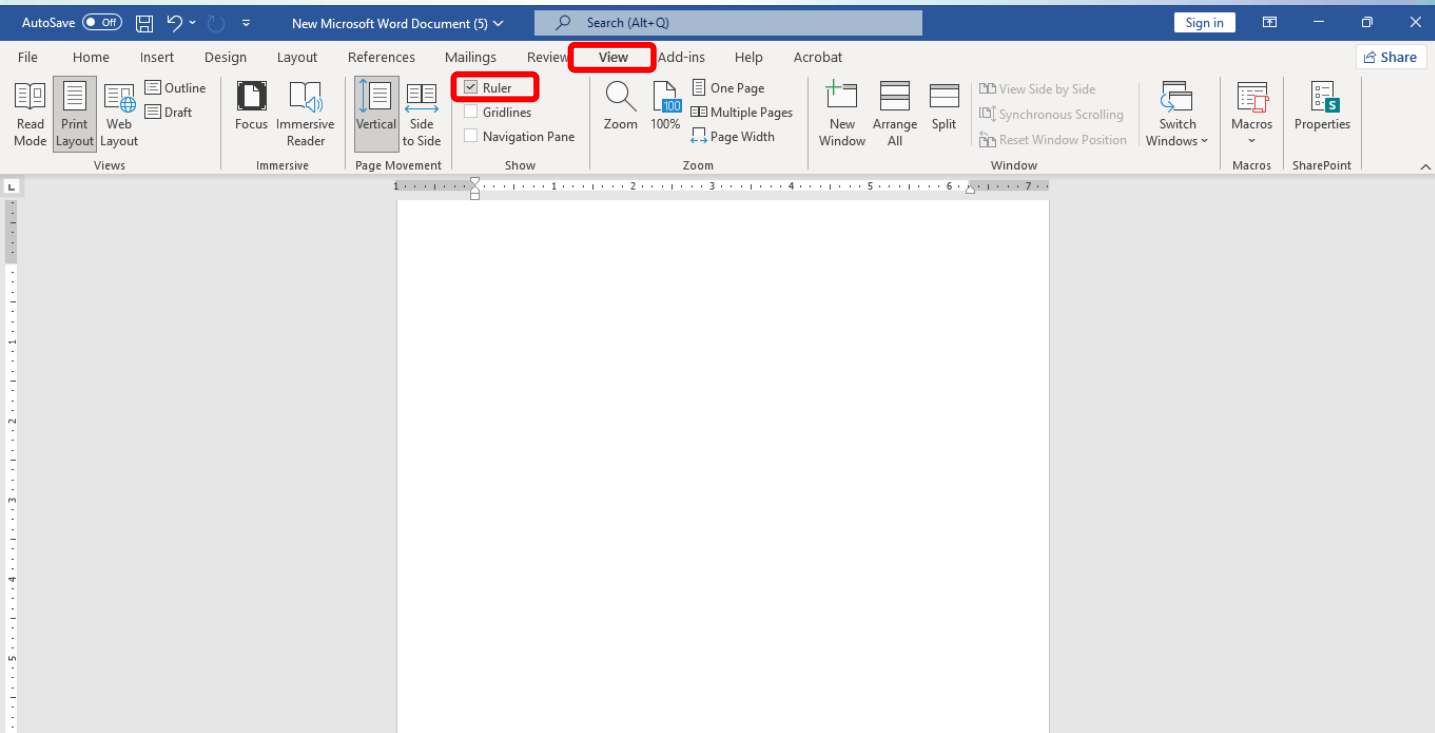 AutoSave Off New Microsoft Word Document (5) Search (Alt+Q) Sign in
File Home Insert Design Layout References Mailings Review View Add-ins Help Acrobat Share
Read Mode
Print Layout
Web Layout
Outline
Draft
Views
Focus
Immersive Reader
Immersive
Vertical
Side to Side
Page Movement
Ruler
Gridlines
Navigation Pane
Show
Zoom
100
100%
One Page
Multiple Pages
Page Width
Zoom
New Window
Arrange All
Split
View Side by Side
Synchronous Scrolling
Reset Window Position
Switch Windows
Window
Macros
Macros
S
Properties
SharePoint
L
1 1 2 3 4 5 6 7
1
2
3
4
5